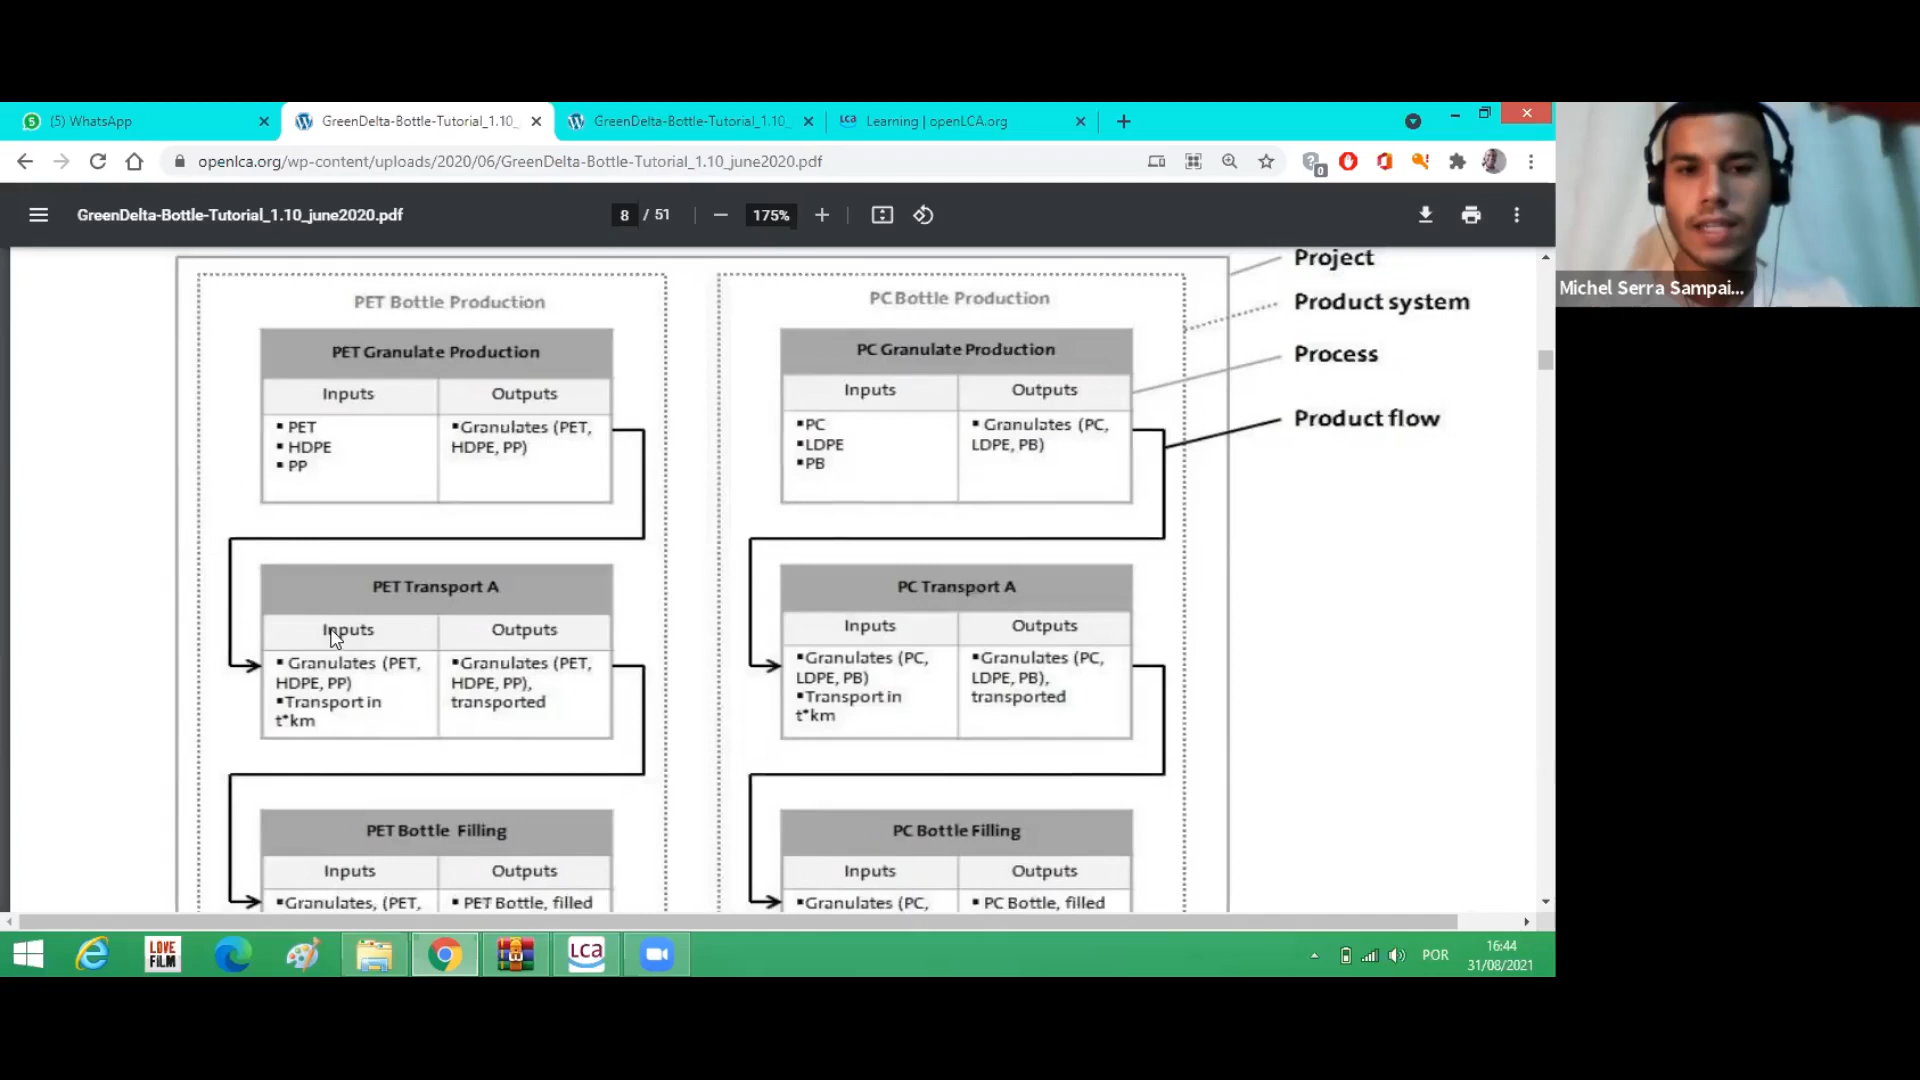 (5) WhatsApp
GreenDelta-Bottle-Tutorial_1.10_
GreenDelta-Bottle-Tutorial_1.10_
LCA Learning | openLCA.org
openlca.org/wp-content/uploads/2020/06/GreenDelta-Bottle-Tutorial_1.10_june2020.pdf
0
GreenDelta-Bottle-Tutorial_1.10_june2020.pdf
8 / 51
175%
Michel Serra Sampai...
Project
Product system
Process
Product flow
PET Bottle Production
PET Granulate Production
Inputs
Outputs
▪ PET
▪ HDPE
▪ PP
▪Granulates (PET,
HDPE, PP)
PET Transport A
Inputs
Outputs
▪ Granulates (PET,
HDPE, PP)
▪Transport in
t*km
▪Granulates (PET,
HDPE, PP),
transported
PET Bottle Filling
Inputs
Outputs
▪Granulates, (PET,
▪ PET Bottle, filled
PC Bottle Production
PC Granulate Production
Inputs
Outputs
▪PC
▪LDPE
▪PB
▪ Granulates (PC,
LDPE, PB)
PC Transport A
Inputs
Outputs
▪Granulates (PC,
LDPE, PB)
▪Transport in
t*km
▪Granulates (PC,
LDPE, PB),
transported
PC Bottle Filling
Inputs
Outputs
▪Granulates (PC,
▪ PC Bottle, filled
LOVE
FILM
LCA
POR
16:44
31/08/2021